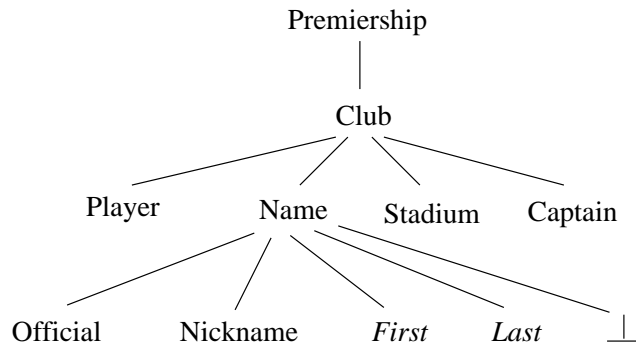 Premiership
Club
Player Name Stadium Captain
Official Nickname First Last ⊥